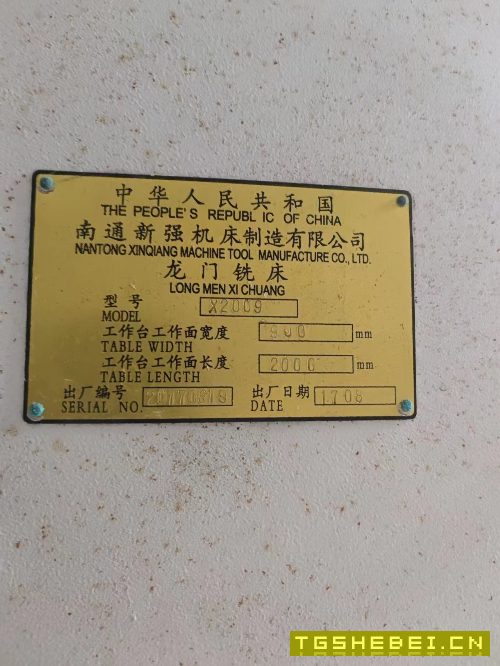 中华人民共和国
THE PEOPLE'S REPUBL IC OF CHINA
南通新强机床制造有限公司
NANTONG XINQIANG MACHINE TOOL MANUFACTURE CO., LTD.
龙门铣床
LONG MEN XI CHUANG
型号 X2009
MODEL
工作台工作面宽度 900 mm
TABLE WIDTH
工作台工作面长度 2000 mm
TABLE LENGTH
出厂编号 出厂日期 1708
SERIAL NO. DATE
TGSHEBEI.CN